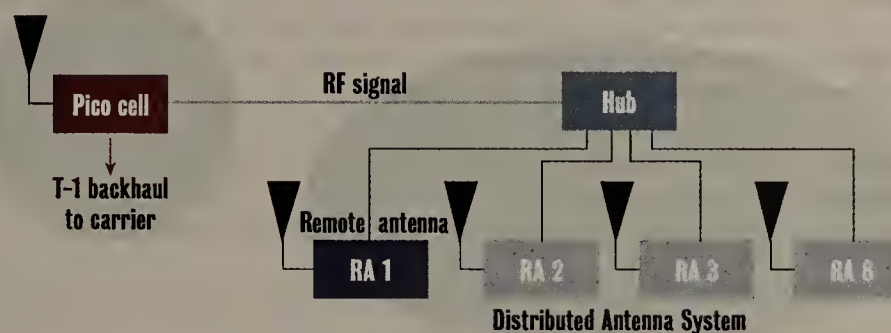 RF signal
Pico cell
Hub
T-1 backhaul
to carrier
Remote antenna
RA 1
RA 2
RA 3
RA 8
Distributed Antenna System